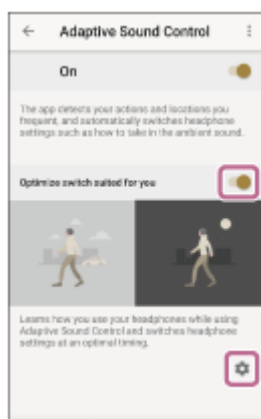 Adaptive Sound Control
On
The app detects your actions and locations you
frequent, and automatically switches headphone
settings such as how to take in the ambient sound.
Optimize switch suited for you
Learns how you use your headphones while using
Adaptive Sound Control and switches headphone
settings at an optimal timing.